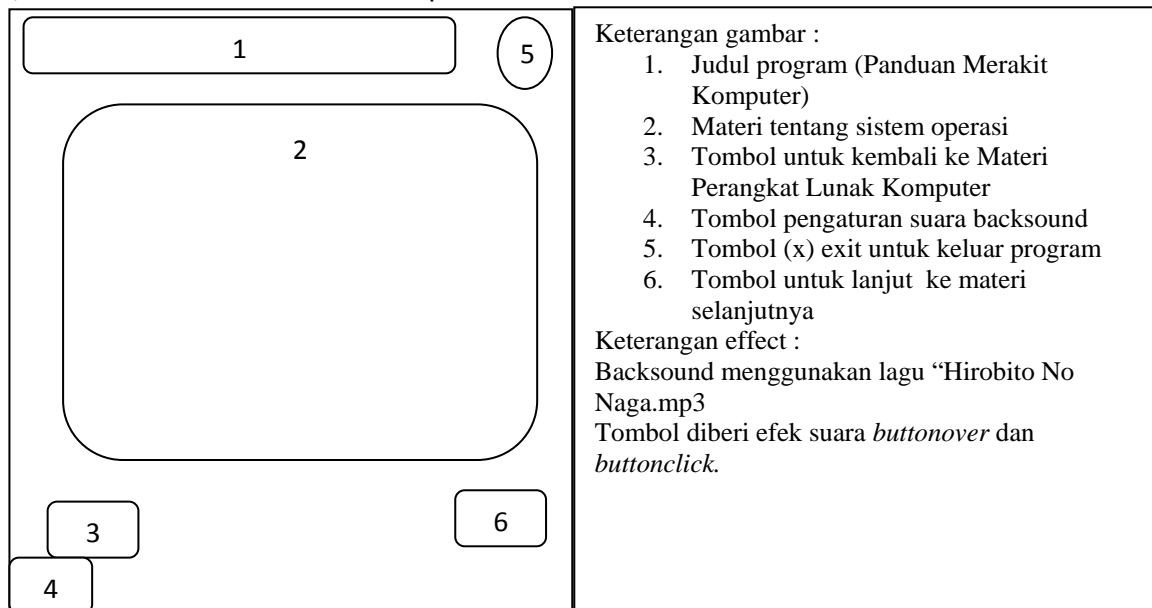 1
5
2
3
6
4
Keterangan gambar :
1. Judul program (Panduan Merakit
Komputer)
2. Materi tentang sistem operasi
3. Tombol untuk kembali ke Materi
Perangkat Lunak Komputer
4. Tombol pengaturan suara backsound
5. Tombol (x) exit untuk keluar program
6. Tombol untuk lanjut ke materi
selanjutnya
Keterangan effect :
Backsound menggunakan lagu “Hirobito No
Naga.mp3
Tombol diberi efek suara buttonover dan
buttonclick.